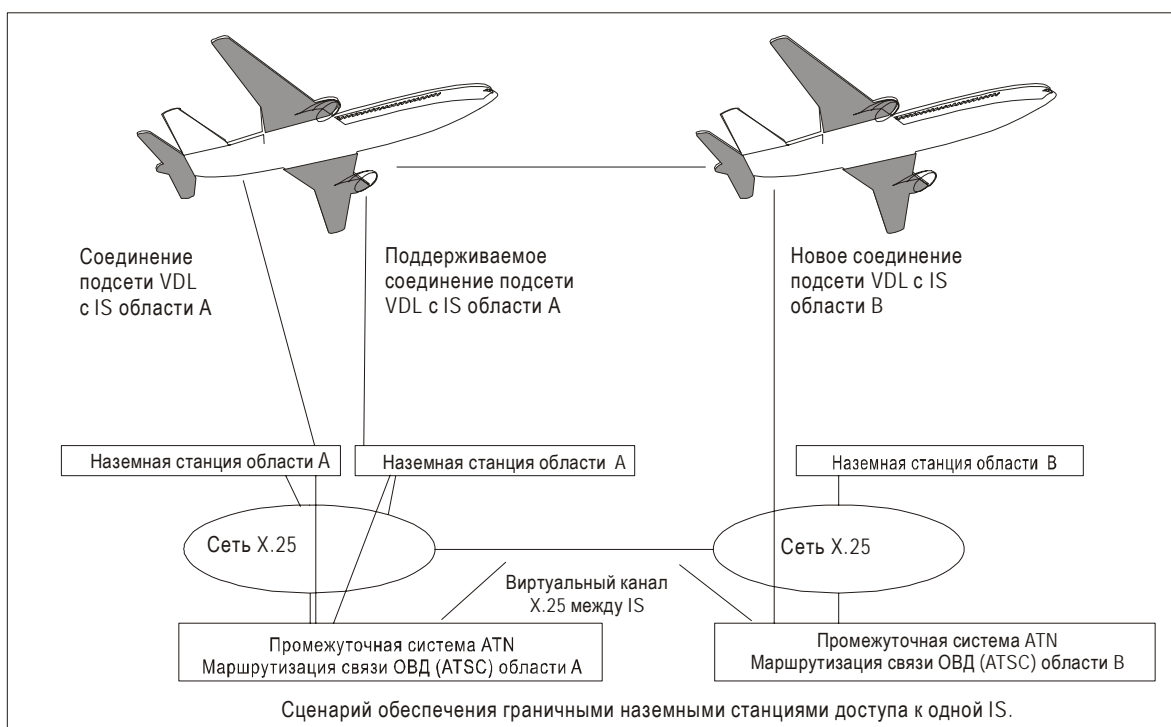 Соединение
подсети VDL
с IS области A
Поддерживаемое
соединение подсети
VDL с IS области A
Новое соединение
подсети VDL с IS
области B
Наземная станция области A
Наземная станция области A
Наземная станция области B
Сеть X.25
Сеть X.25
Виртуальный канал
X.25 между IS
Промежуточная система ATN
Маршрутизация связи ОВД (ATSC) области A
Промежуточная система ATN
Маршрутизация связи ОВД (ATSC) области B
Сценарий обеспечения граничными наземными станциями доступа к одной IS.